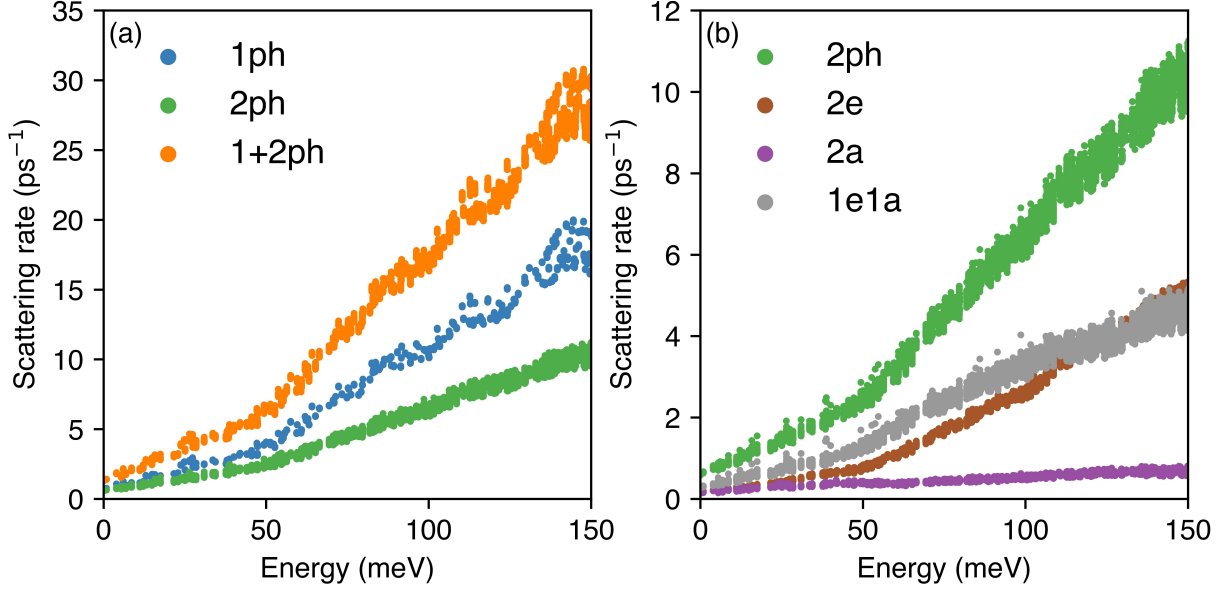 (a)
1ph
2ph
1+2ph
35
30
25
20
15
10
5
0
0 50 100 150
Energy (meV)
Scattering rate (ps⁻¹)
(b)
2ph
2e
2a
1e1a
12
10
8
6
4
2
0
0 50 100 150
Energy (meV)
Scattering rate (ps⁻¹)